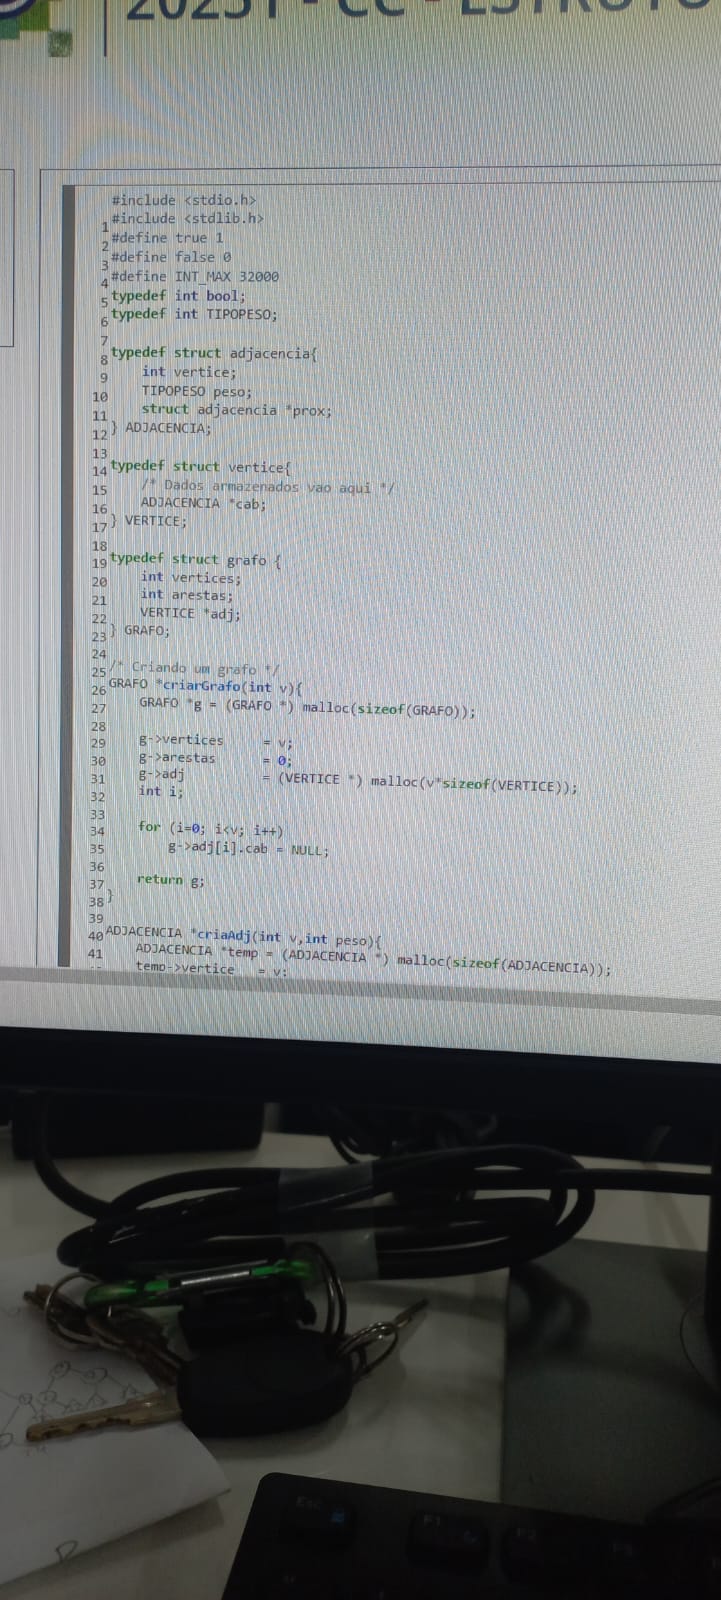 20231 - CC - ESTRUTU
#include <stdio.h>
1 #include <stdlib.h>
2 #define true 1
3 #define false 0
4 #define INT_MAX 32000
5 typedef int bool;
6 typedef int TIPOPESO;
7
8 typedef struct adjacencia{
9 int vertice;
10 TIPOPESO peso;
11 struct adjacencia *prox;
12 } ADJACENCIA;
13
14 typedef struct vertice{
15 /* Dados armazenados vao aqui */
16 ADJACENCIA *cab;
17 } VERTICE;
18
19 typedef struct grafo {
20 int vertices;
21 int arestas;
22 VERTICE *adj;
23 } GRAFO;
24
25 /* Criando um grafo */
26 GRAFO *criarGrafo(int v){
27 GRAFO *g = (GRAFO *) malloc(sizeof(GRAFO));
28
29 g->vertices = v;
30 g->arestas = 0;
31 g->adj = (VERTICE *) malloc(v*sizeof(VERTICE));
32 int i;
33
34 for (i=0; i<v; i++)
35 g->adj[i].cab = NULL;
36
37 return g;
38 }
39
40 ADJACENCIA *criaAdj(int v,int peso){
41 ADJACENCIA *temp = (ADJACENCIA *) malloc(sizeof(ADJACENCIA));
temp->vertice = v;
Esc
F1
F2
F3